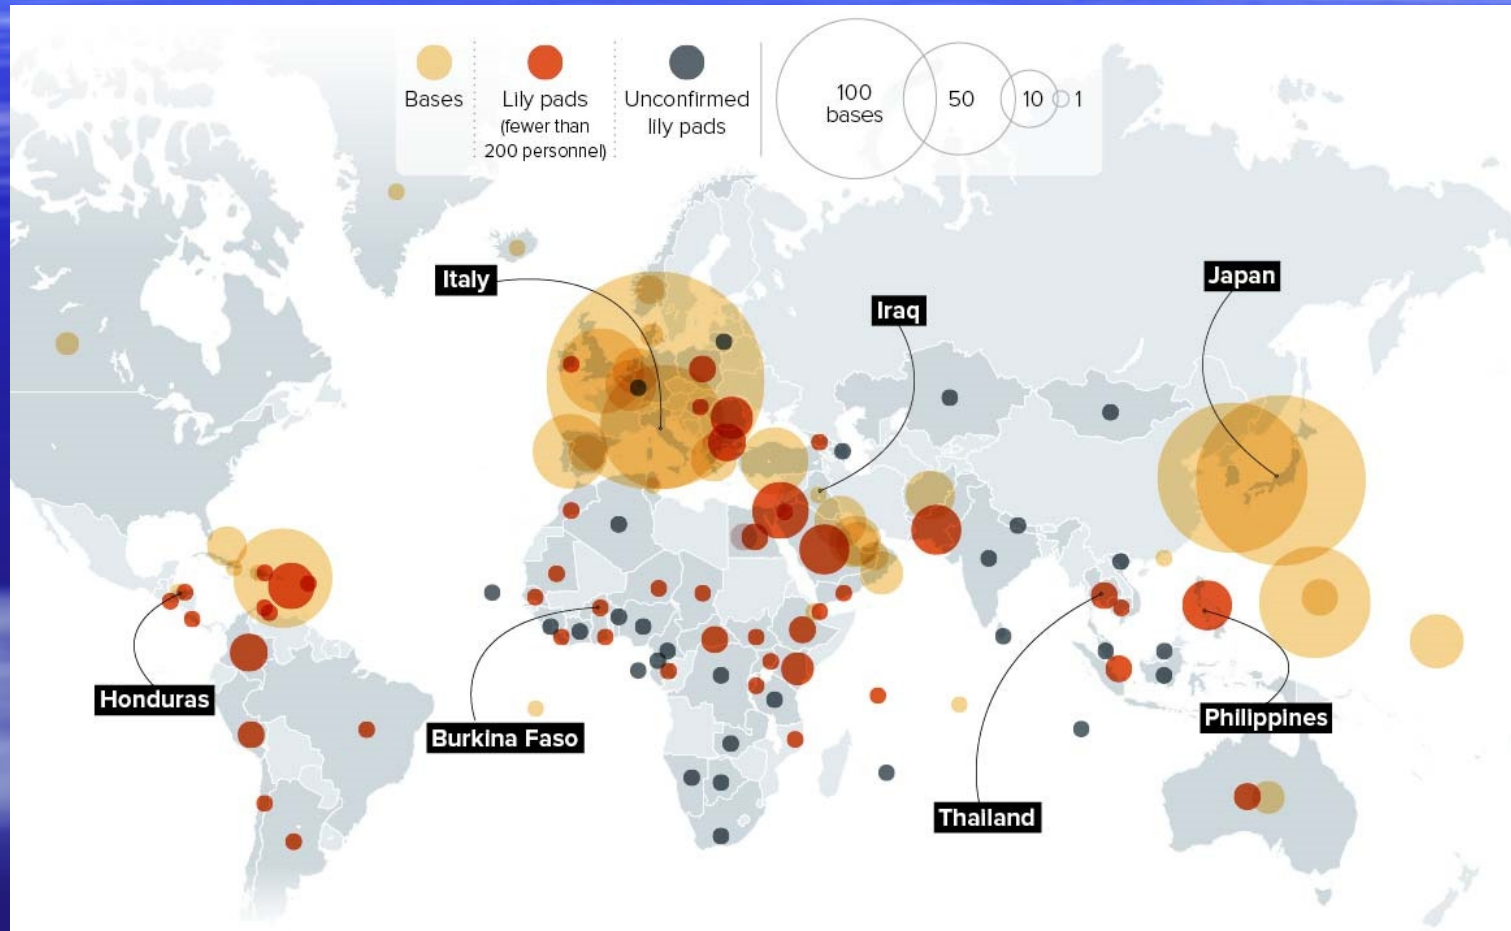 Bases
Lily pads
(fewer than
200 personnel)
Unconfirmed
lily pads
100
bases
50
10
1
Italy
Iraq
Japan
Honduras
Burkina Faso
Thailand
Philippines